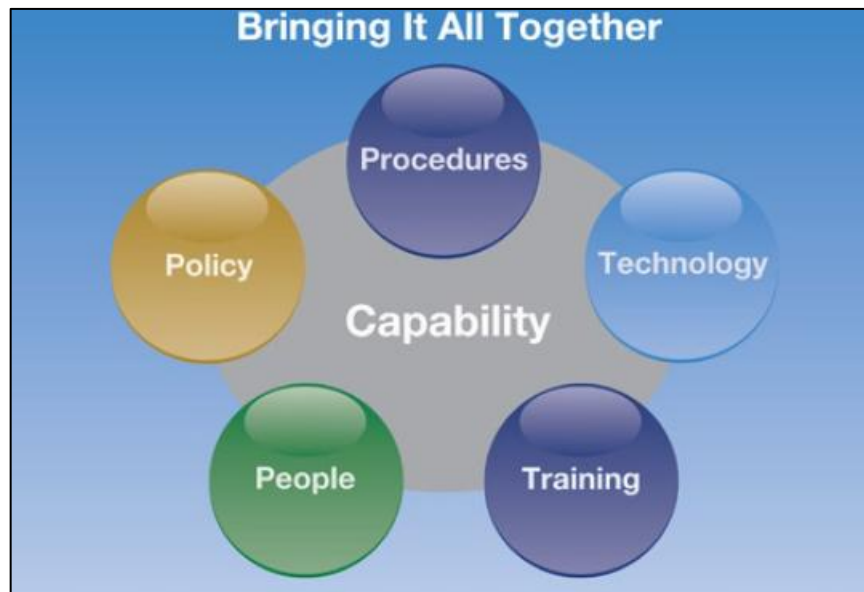 Bringing It All Together
Procedures
Policy
Technology
Capability
People
Training